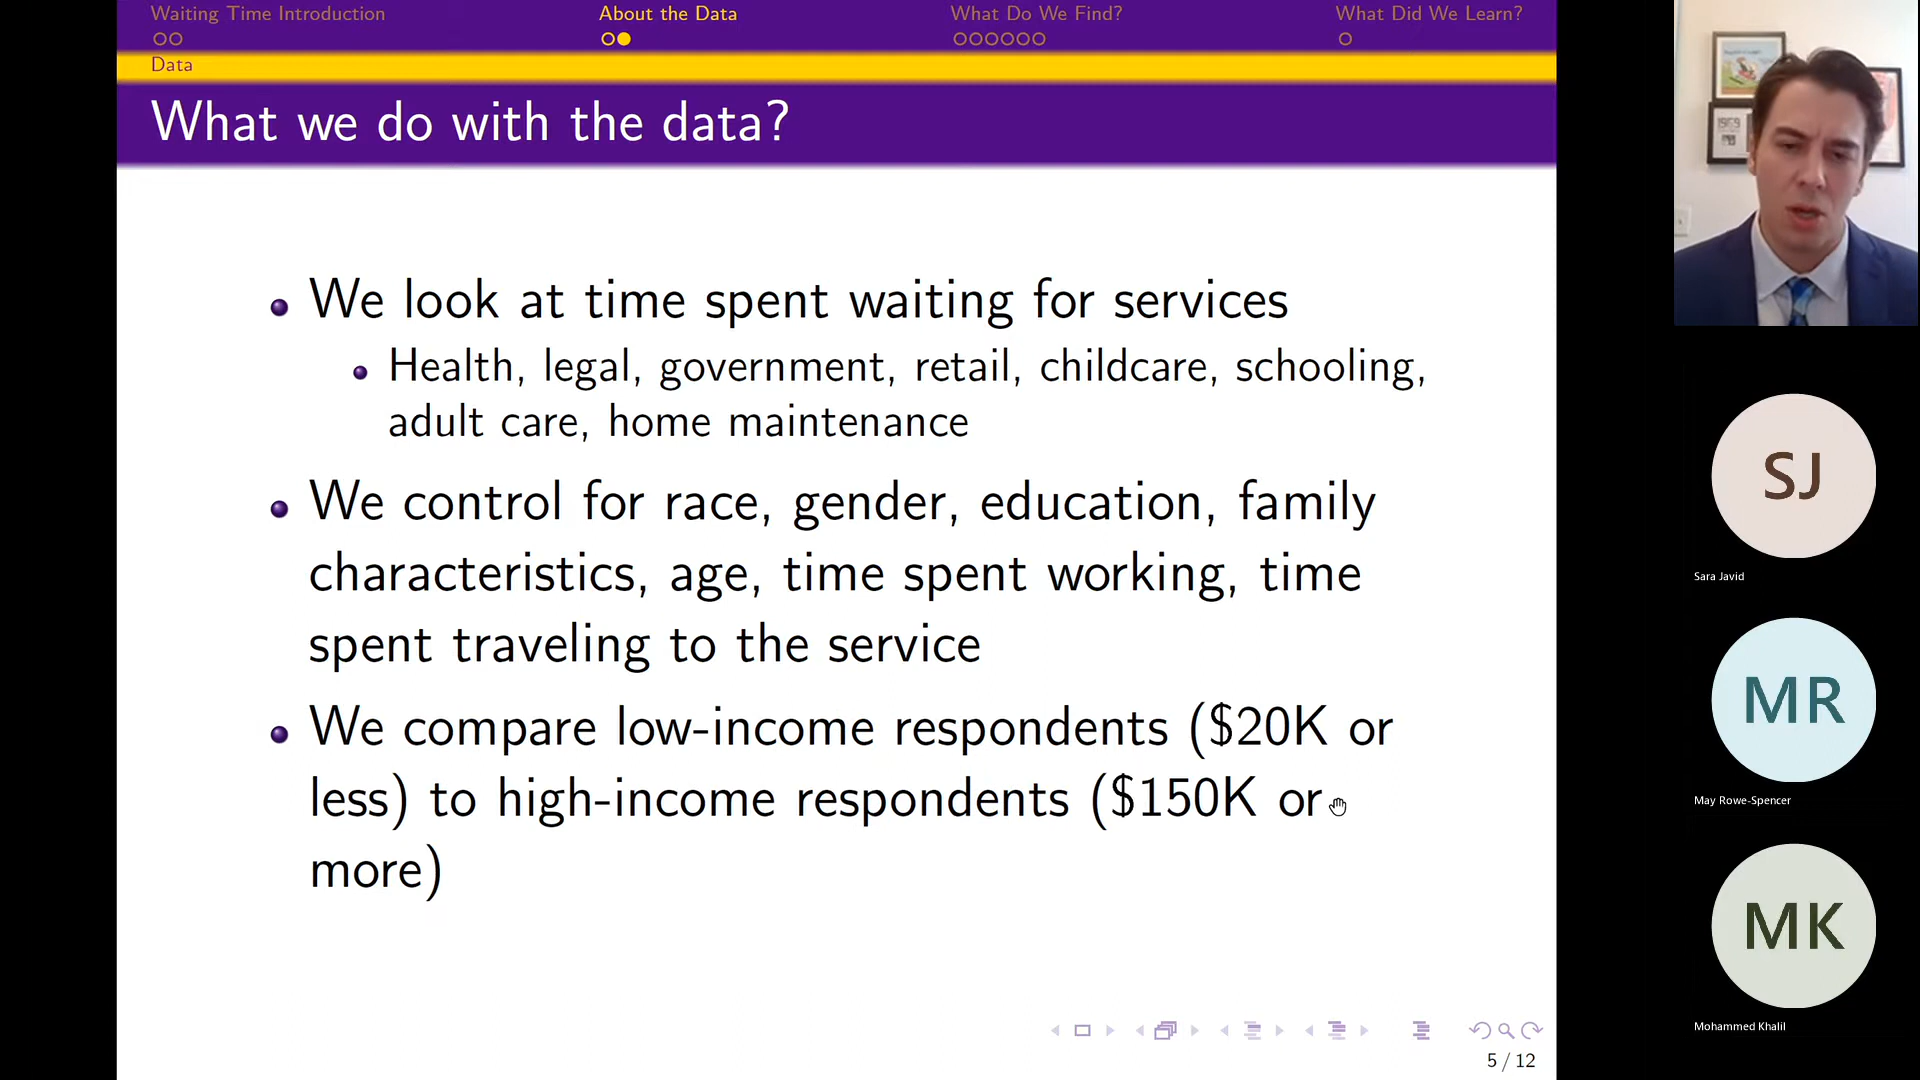 Waiting Time Introduction
About the Data
What Do We Find?
What Did We Learn?
Data
What we do with the data?
We look at time spent waiting for services
Health, legal, government, retail, childcare, schooling,
adult care, home maintenance
We control for race, gender, education, family
characteristics, age, time spent working, time
spent traveling to the service
We compare low-income respondents ($20K or
less) to high-income respondents ($150K or
more)
5 / 12
1969
SJ
Sara Javid
MR
May Rowe-Spencer
MK
Mohammed Khalil